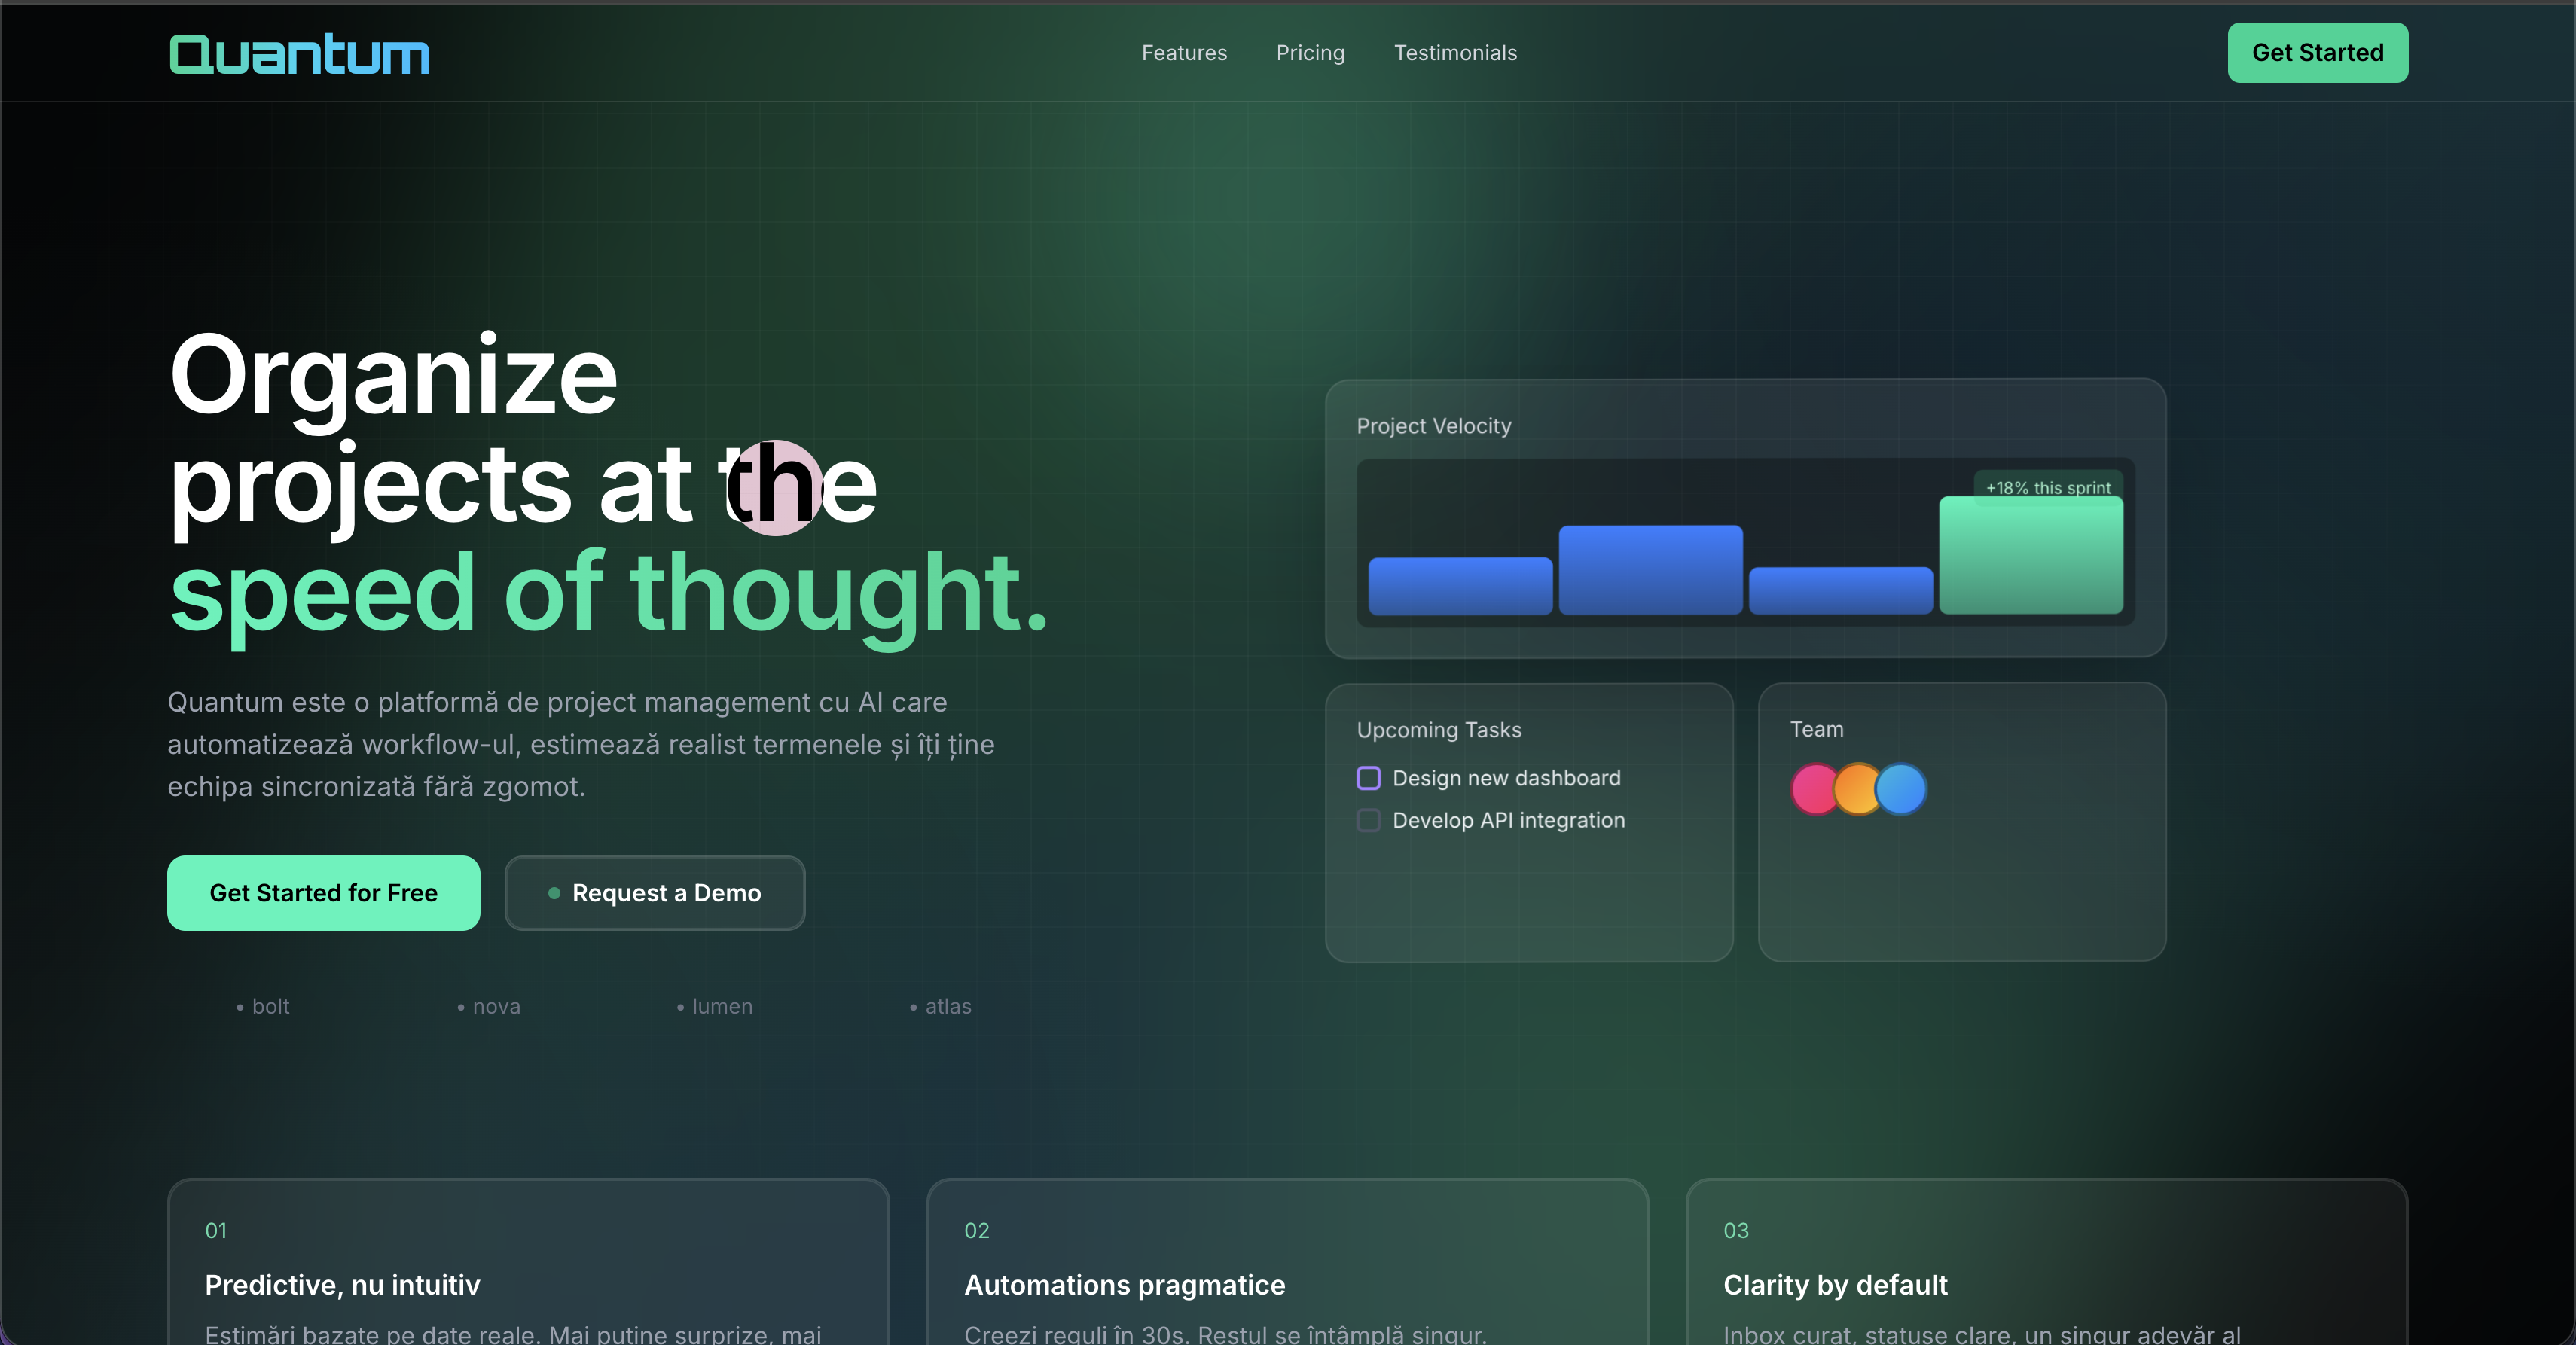 Quantum
Features
Pricing
Testimonials
Get Started
Organize
projects at the
speed of thought.
Quantum este o platformă de project management cu AI care
automatizează workflow-ul, estimează realist termenele și îți ține
echipa sincronizată fără zgomot.
Get Started for Free
Request a Demo
• bolt
• nova
• lumen
• atlas
Project Velocity
+18% this sprint
Upcoming Tasks
Design new dashboard
Develop API integration
Team
01
Predictive, nu intuitiv
Estimări bazate pe date reale. Mai puține surprize, mai
02
Automations pragmatice
Creezi reguli în 30s. Restul se întâmplă singur.
03
Clarity by default
Inbox curat, statuse clare, un singur adevăr al